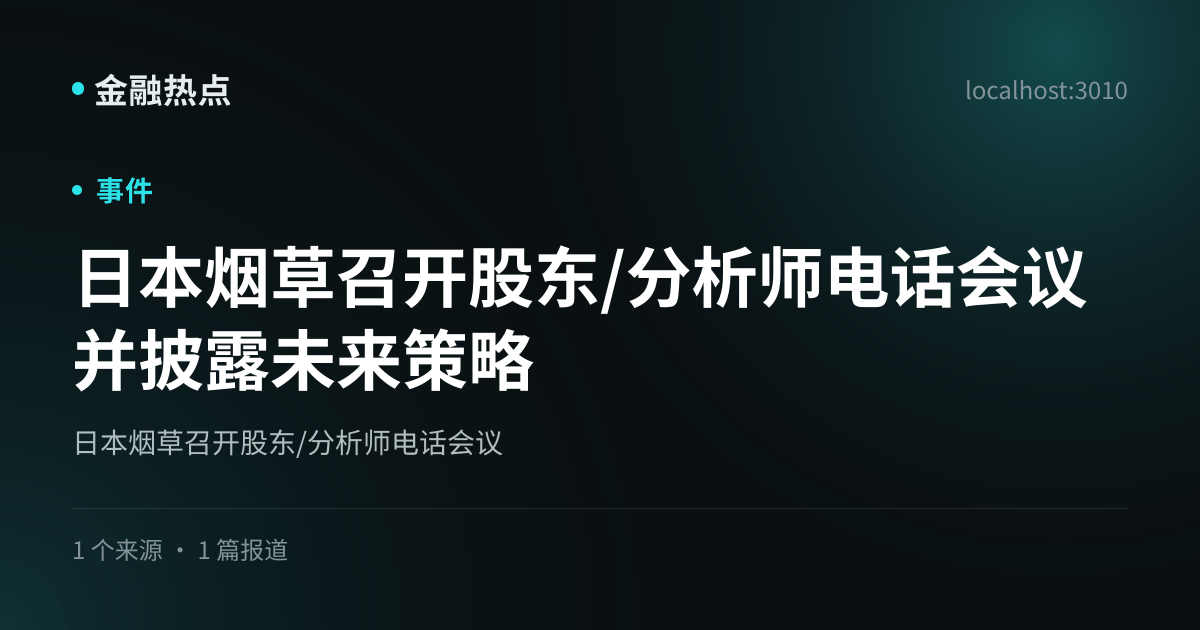 金融热点
localhost:3010
事件
日本烟草召开股东/分析师电话会议
并披露未来策略
日本烟草召开股东/分析师电话会议
1 个来源 · 1 篇报道